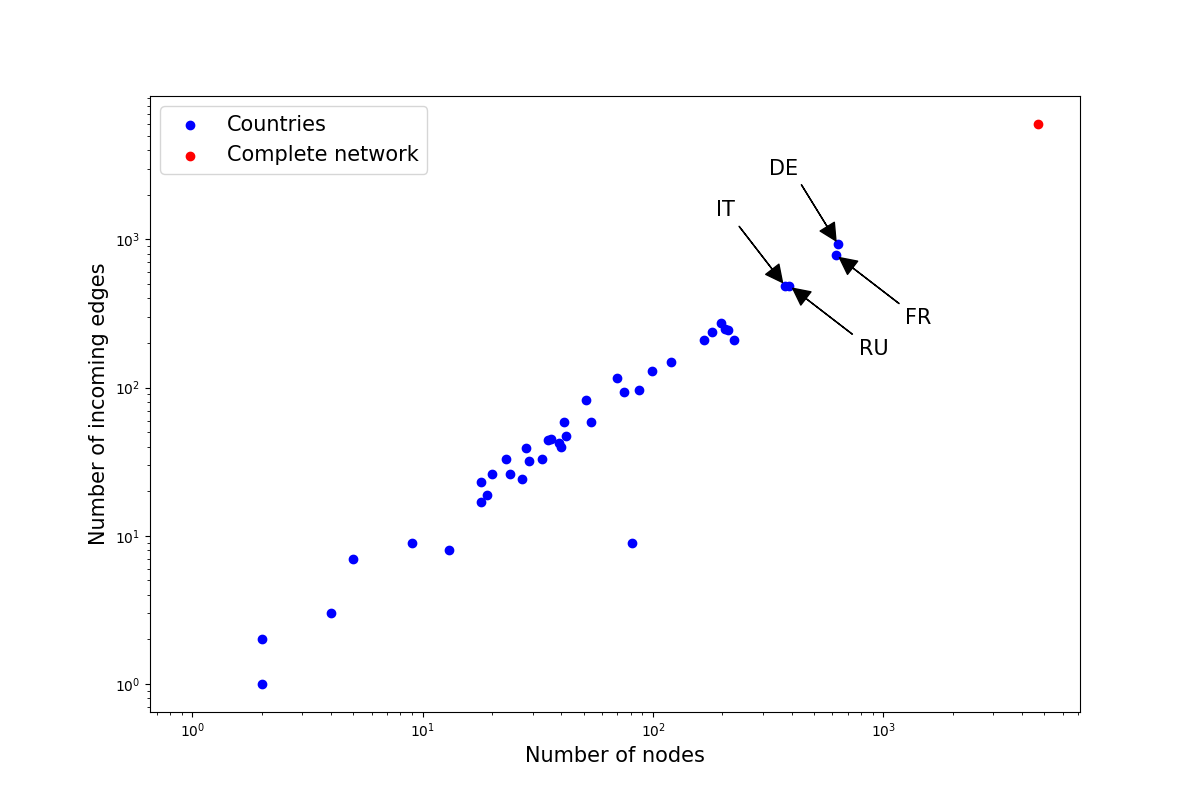 Countries
Complete network
DE
IT
FR
RU
10³
10²
10¹
10⁰
Number of incoming edges
10⁰ 10¹ 10² 10³
Number of nodes